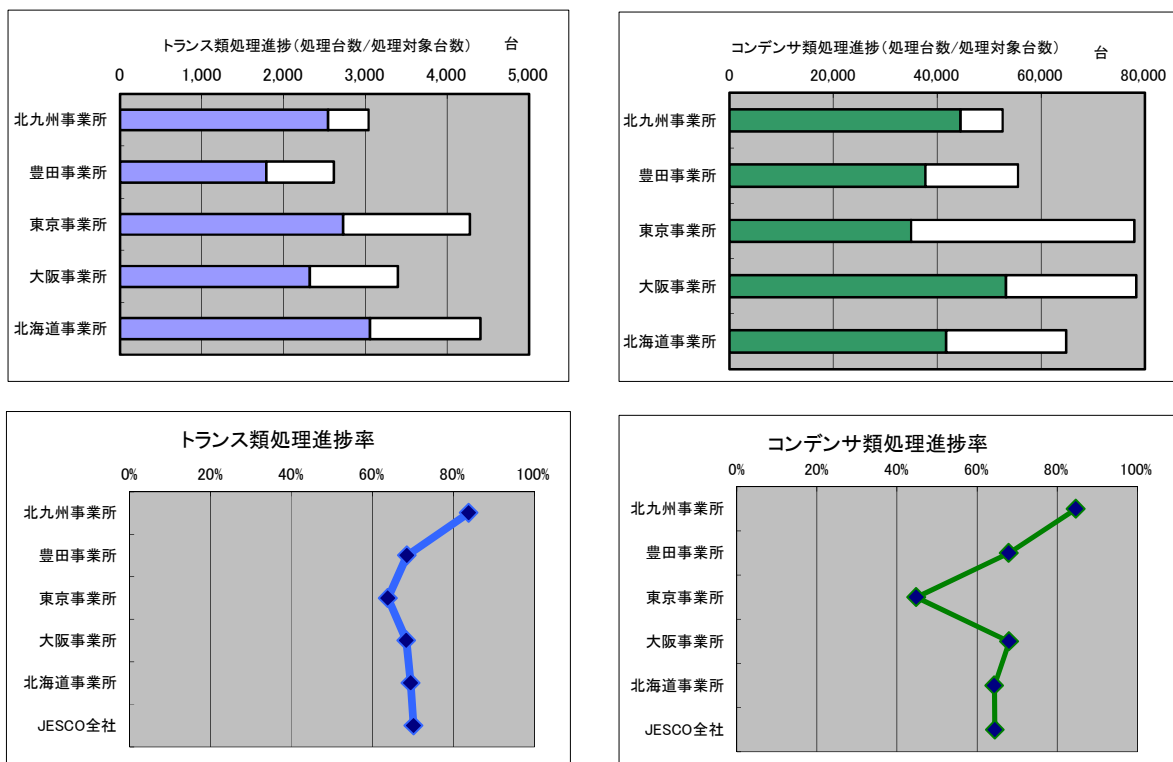 トランス類処理進捗(処理台数/処理対象台数) 台
0 1,000 2,000 3,000 4,000 5,000
北九州事業所
豊田事業所
東京事業所
大阪事業所
北海道事業所
コンデンサ類処理進捗(処理台数/処理対象台数) 台
0 20,000 40,000 60,000 80,000
北九州事業所
豊田事業所
東京事業所
大阪事業所
北海道事業所
トランス類処理進捗率
0% 20% 40% 60% 80% 100%
北九州事業所
豊田事業所
東京事業所
大阪事業所
北海道事業所
JESCO全社
コンデンサ類処理進捗率
0% 20% 40% 60% 80% 100%
北九州事業所
豊田事業所
東京事業所
大阪事業所
北海道事業所
JESCO全社